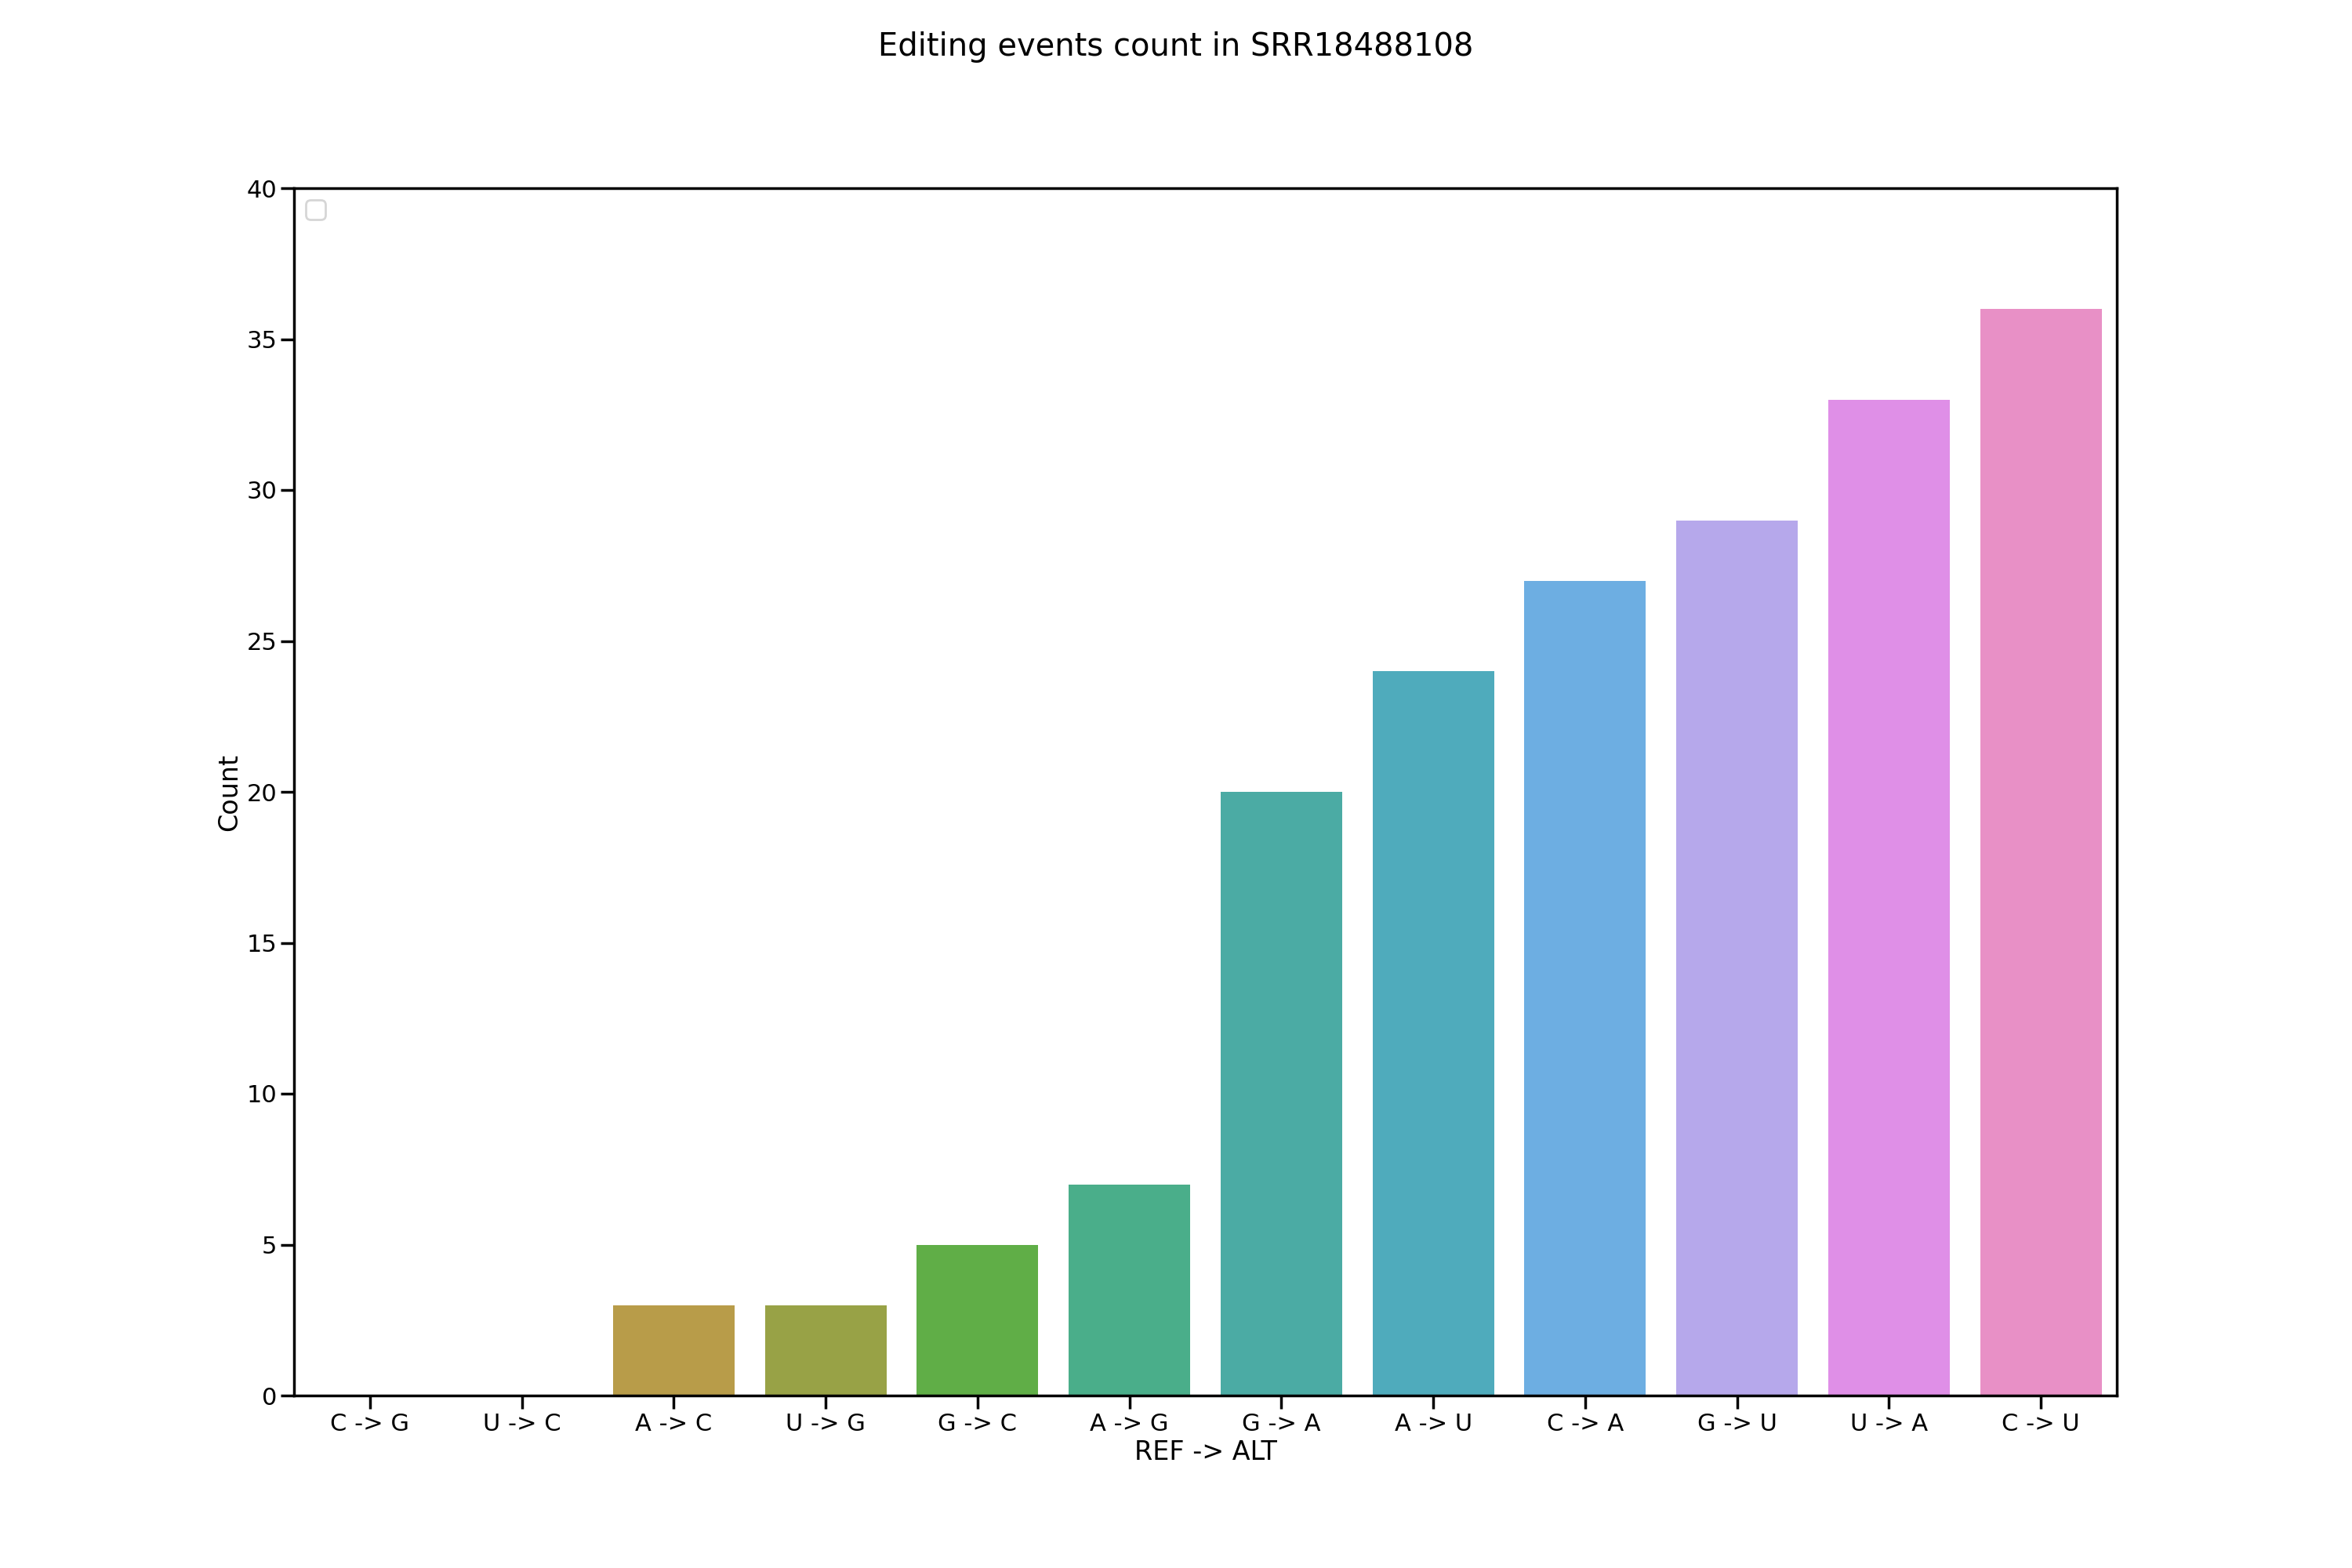 Editing events count in SRR18488108
40
35
30
25
20
15
10
5
0
Count
C -> G U -> C A -> C U -> G G -> C A -> G G -> A A -> U C -> A G -> U U -> A C -> U
REF -> ALT